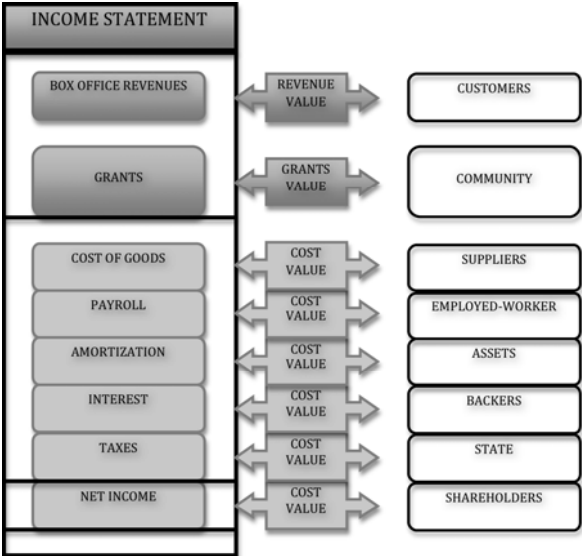 INCOME STATEMENT
BOX OFFICE REVENUES
REVENUE
VALUE
CUSTOMERS
GRANTS
GRANTS
VALUE
COMMUNITY
COST OF GOODS
COST
VALUE
SUPPLIERS
PAYROLL
COST
VALUE
EMPLOYED-WORKER
AMORTIZATION
COST
VALUE
ASSETS
INTEREST
COST
VALUE
BACKERS
TAXES
COST
VALUE
STATE
NET INCOME
COST
VALUE
SHAREHOLDERS